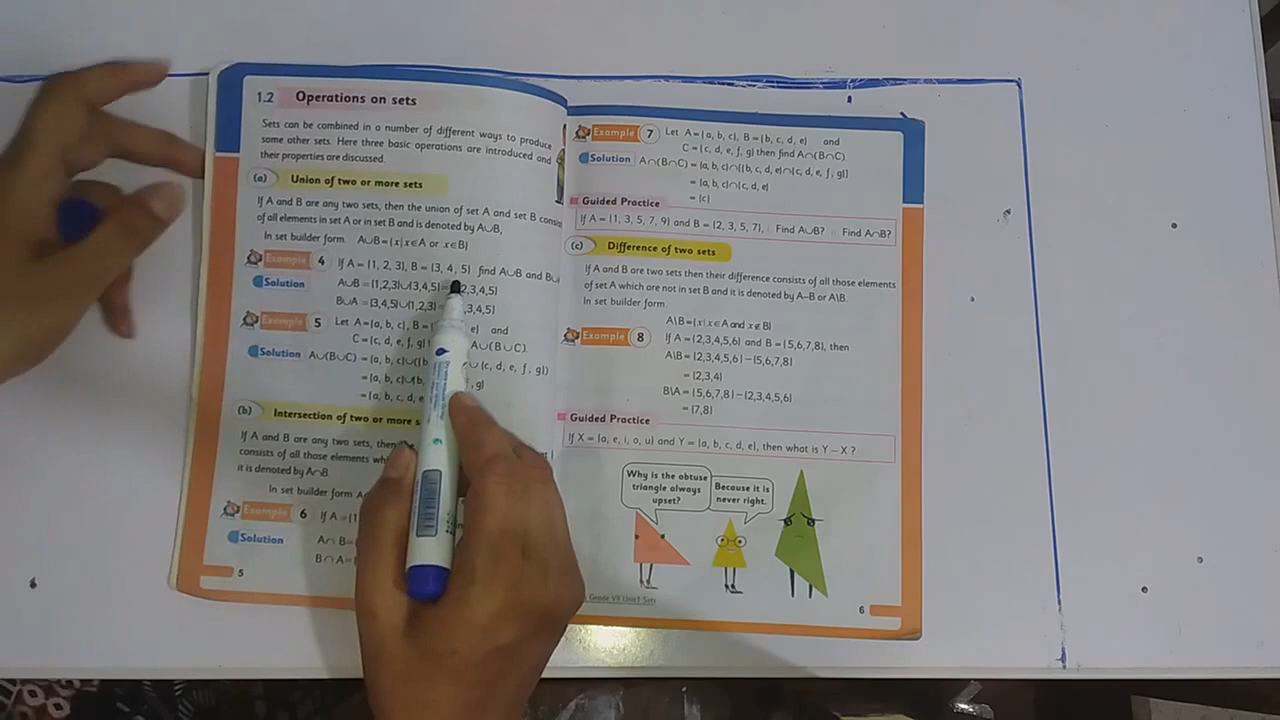 1.2 Operations on sets
Sets can be combined in a number of different ways to produce
some other sets. Here three basic operations are introduced and
their properties are discussed.
(a) Union of two or more sets
If A and B are any two sets, then the union of set A and set B
of all elements in set A or in set B and is denoted by A∪B,
In set builder form A∪B={x|x∈A or x∈B}
Example 4 If A = {1, 2, 3}, B = {3, 4, 5} find A∪B and
Solution A∪B = {1,2,3}∪{3,4,5}= 2,3,4,5}
B∪A = {3,4,5}∪{1,2,3} ,3,4,5}
Example 5 Let A={a, b, c}, B = e} and
C={c, d, e, f, g} A∪(B∪C).
Solution A∪(B∪C) = {a, b, c}∪ ∪{c, d, e, f, g}]
={a, b, c}∪ , g}
={a, b, c, d, e
(b) Intersection of two or more
If A and B are any two sets, then
consists of all those elements
it is denoted by A∩B.
In set builder form
Example 6 If A =
Solution A∩B=
B∩A=
5
Example 7 Let A={a, b, c}, B={b, c, d, e} and
C={c, d, e, f, g} then find A∩(B∩C).
Solution A∩(B∩C) = {a, b, c}∩[{b, c, d, e}∩{c, d, e, f, g}]
= {a, b, c}∩{c, d, e}
= {c}
Guided Practice
If A = {1, 3, 5, 7, 9} and B = {2, 3, 5, 7}, Find A∪B? Find A∩B?
(c) Difference of two sets
If A and B are two sets then their difference consists of all those elements
of set A which are not in set B and it is denoted by A–B or A\B.
In set builder form.
A\B={x|x∈A and x∉B}
Example 8 If A = {2,3,4,5,6} and B = {5,6,7,8}, then
A\B = {2,3,4,5,6} –{5,6,7,8}
= {2,3,4}
B\A = {5,6,7,8} –{2,3,4,5,6}
= {7,8}
Guided Practice
If X = {a, e, i, o, u} and Y = {a, b, c, d, e}, then what is Y – X ?
Why is the obtuse
triangle always
upset?
Because it is
never right.
Grade VII Unit1 Sets
6